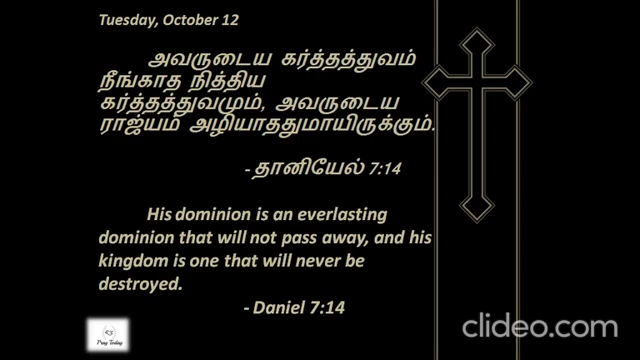 Tuesday, October 12
அவருடைய கர்த்தத்துவம்
நீங்காத நித்திய
கர்த்தத்துவமும், அவருடைய
ராஜ்யம் அழியாததுமாயிருக்கும்.
- தானியேல் 7:14
His dominion is an everlasting
dominion that will not pass away, and his
kingdom is one that will never be
destroyed.
- Daniel 7:14
Pray Today
clideo.com